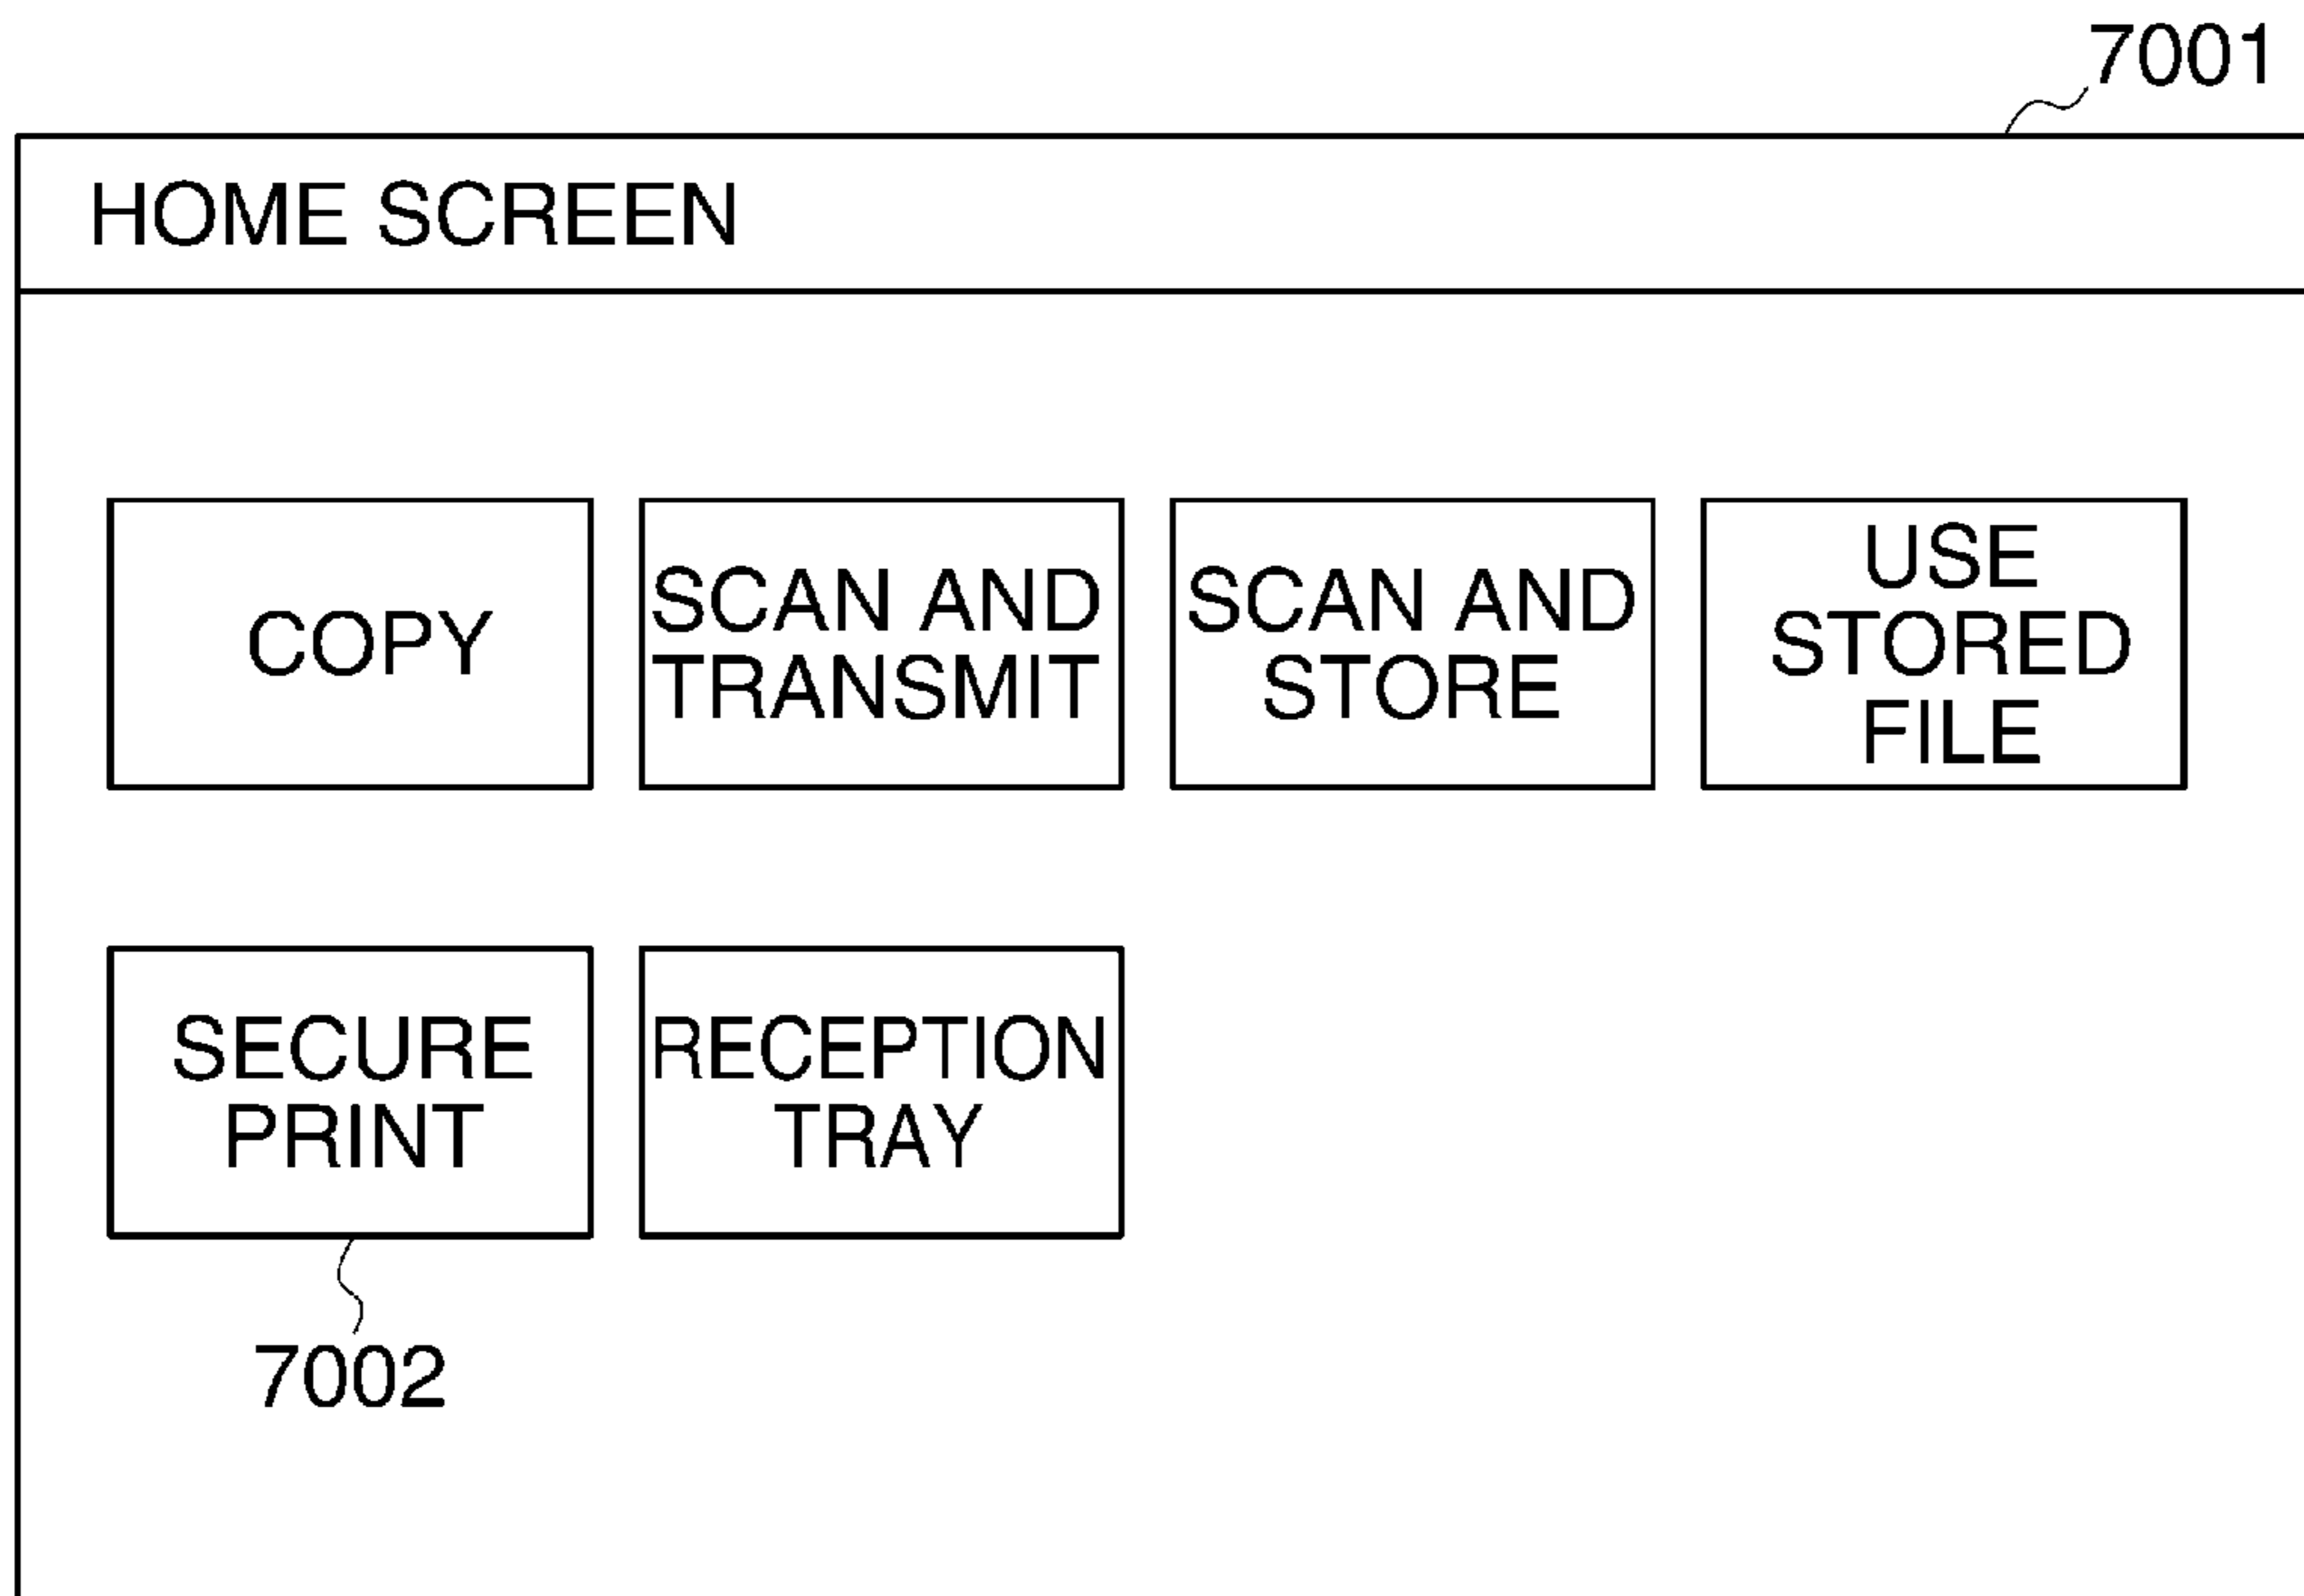 7001
HOME SCREEN
COPY
SCAN AND
TRANSMIT
SCAN AND
STORE
USE
STORED
FILE
SECURE
PRINT
RECEPTION
TRAY
7002